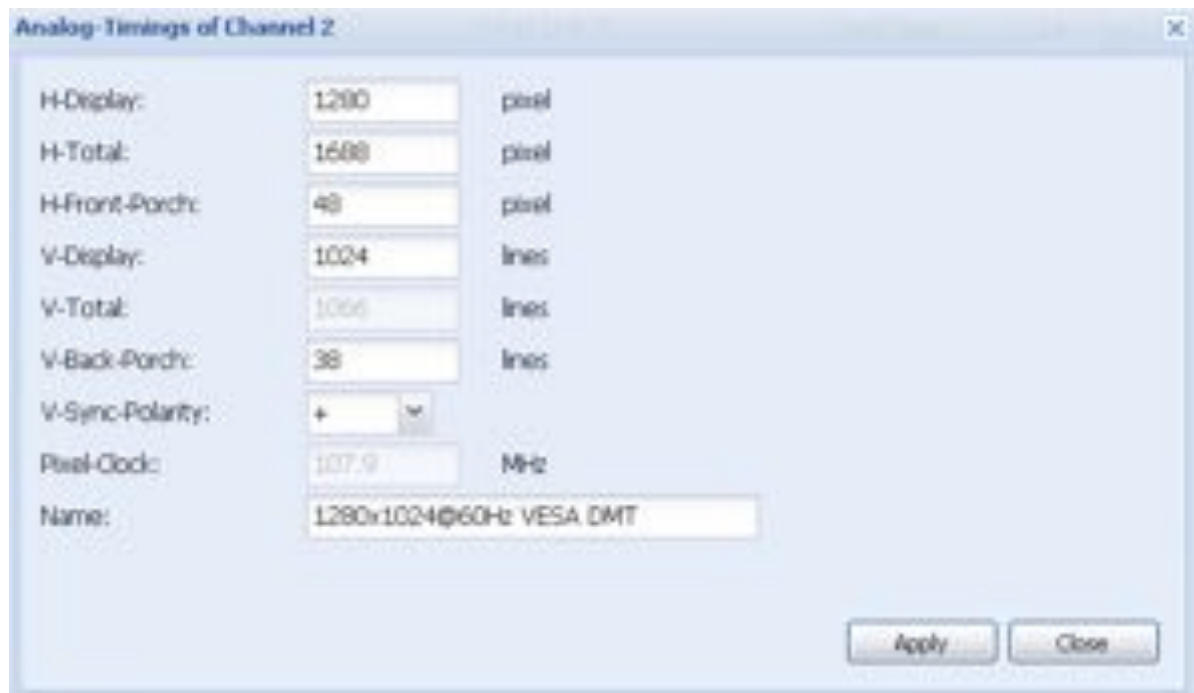 Analog-Timings of Channel 2
H-Display: 1280 pixel
H-Total: 1688 pixel
H-Front-Porch: 48 pixel
V-Display: 1024 lines
V-Total: 1066 lines
V-Back-Porch: 38 lines
V-Sync-Polarity: +
Pixel-Clock: 107.9 MHz
Name: 1280x1024@60Hz VESA DMT
Apply Close